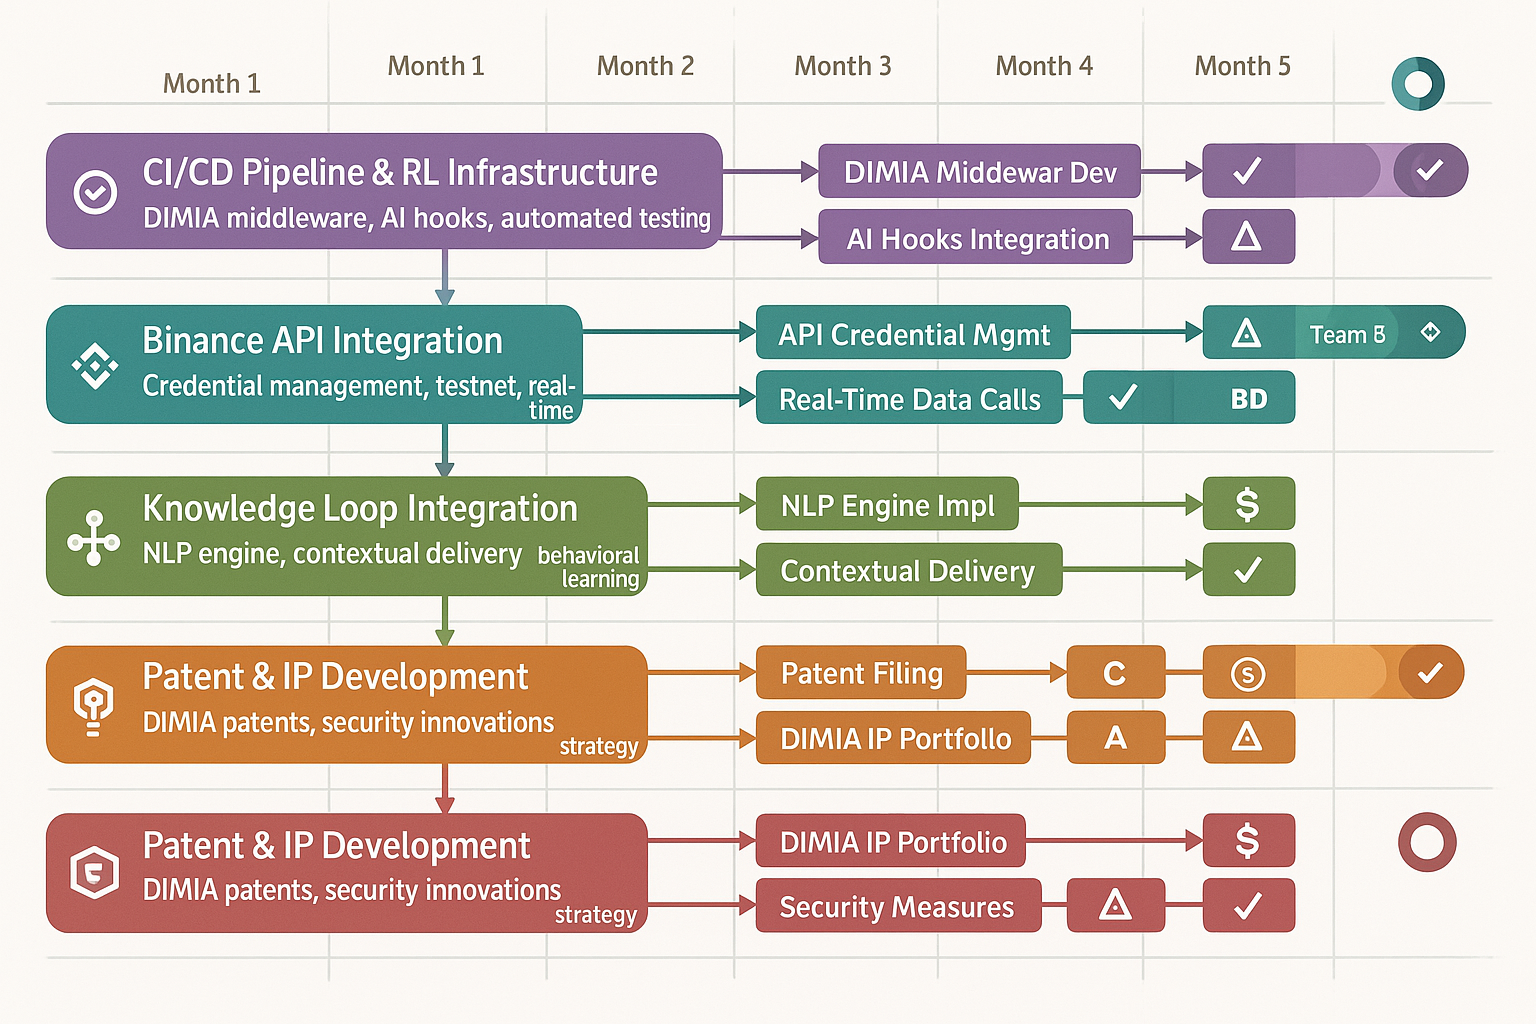 Month 1
Month 1
Month 2
Month 3
Month 4
Month 5
CI/CD Pipeline & RL Infrastructure
DIMIA middleware, AI hooks, automated testing
DIMIA Middewar Dev
AI Hooks Integration
Binance API Integration
Credential management, testnet, real-
time
API Credential Mgmt
Team B
Real-Time Data Calls
BD
Knowledge Loop Integration
NLP engine, contextual delivery behavioral
learning
NLP Engine Impl
$
Contextual Delivery
Patent & IP Development
DIMIA patents, security innovations
strategy
Patent Filing
C
S
DIMIA IP Portfollo
A
Patent & IP Development
DIMIA patents, security innovations
strategy
DIMIA IP Portfolio
$
Security Measures